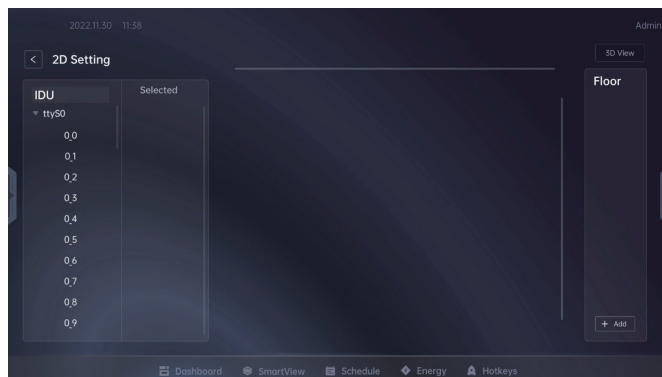 2022.11.30 11:38
Admin
< 2D Setting
3D View
IDU
Selected
Floor
ttyS0
0_0
0_1
0_2
0_3
0_4
0_5
0_6
0_7
0_8
0_9
+ Add
Dashboard
SmartView
Schedule
Energy
Hotkeys